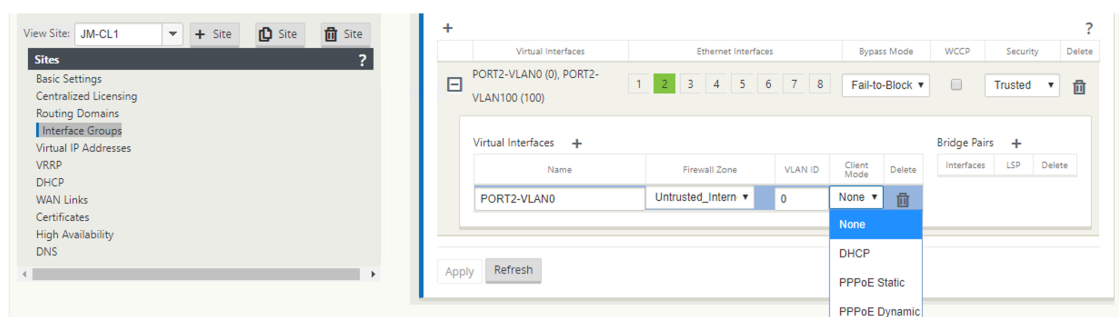 View Site: JM-CL1 + Site Site Site
Sites ?
Basic Settings
Centralized Licensing
Routing Domains
Interface Groups
Virtual IP Addresses
VRRP
DHCP
WAN Links
Certificates
High Availability
DNS
+ ?
Virtual Interfaces Ethernet Interfaces Bypass Mode WCCP Security Delete
PORT2-VLAN0 (0), PORT2-
VLAN100 (100)
1 2 3 4 5 6 7 8 Fail-to-Block Trusted
Virtual Interfaces + Bridge Pairs +
Name Firewall Zone VLAN ID Client Mode Delete Interfaces LSP Delete
PORT2-VLAN0 Untrusted_Intern 0 None
None
DHCP
PPPoE Static
PPPoE Dynamic
Apply Refresh